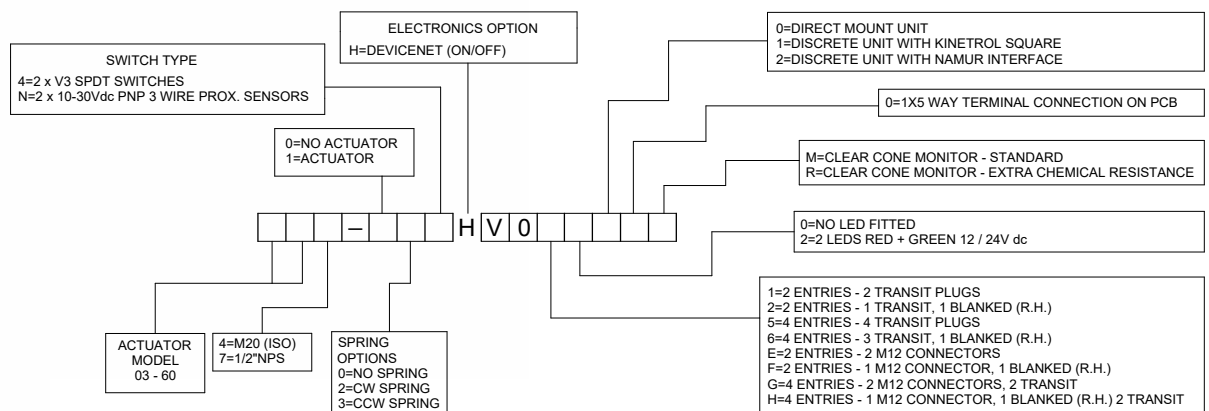 SWITCH TYPE
4=2 x V3 SPDT SWITCHES
N=2 x 10-30Vdc PNP 3 WIRE PROX. SENSORS
ELECTRONICS OPTION
H=DEVICENET (ON/OFF)
0=DIRECT MOUNT UNIT
1=DISCRETE UNIT WITH KINETROL SQUARE
2=DISCRETE UNIT WITH NAMUR INTERFACE
0=1X5 WAY TERMINAL CONNECTION ON PCB
0=NO ACTUATOR
1=ACTUATOR
M=CLEAR CONE MONITOR - STANDARD
R=CLEAR CONE MONITOR - EXTRA CHEMICAL RESISTANCE
– H V 0
0=NO LED FITTED
2=2 LEDS RED + GREEN 12 / 24V dc
ACTUATOR
MODEL
03 - 60
4=M20 (ISO)
7=1/2"NPS
SPRING
OPTIONS
0=NO SPRING
2=CW SPRING
3=CCW SPRING
1=2 ENTRIES - 2 TRANSIT PLUGS
2=2 ENTRIES - 1 TRANSIT, 1 BLANKED (R.H.)
5=4 ENTRIES - 4 TRANSIT PLUGS
6=4 ENTRIES - 3 TRANSIT, 1 BLANKED (R.H.)
E=2 ENTRIES - 2 M12 CONNECTORS
F=2 ENTRIES - 1 M12 CONNECTOR, 1 BLANKED (R.H.)
G=4 ENTRIES - 2 M12 CONNECTORS, 2 TRANSIT
H=4 ENTRIES - 1 M12 CONNECTOR, 1 BLANKED (R.H.) 2 TRANSIT